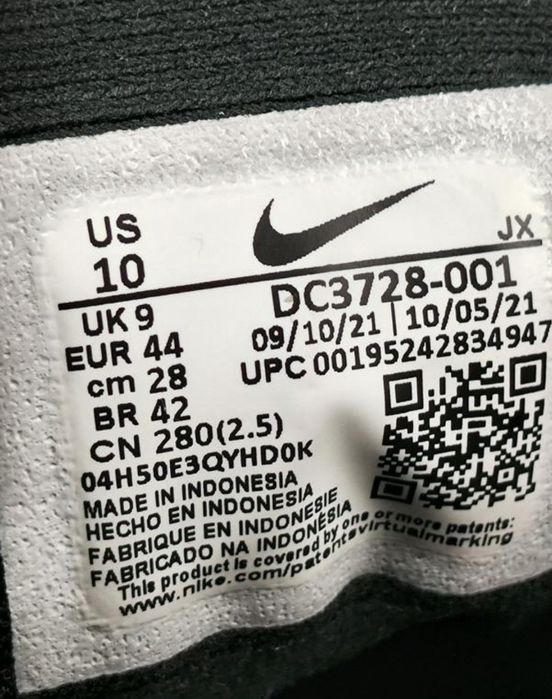 US
10
JX
DC3728-001
UK 9
09/10/21 | 10/05/21
EUR 44
UPC 00195242834947
cm 28
BR 42
CN 280(2.5)
04H50E3QYHD0K
MADE IN INDONESIA
HECHO EN INDONESIA
FABRIQUE EN INDONESIE
FABRICADO NA INDONÉSIA
This product is covered by one or more patents:
www.nike.com/patentsvirtualmarking